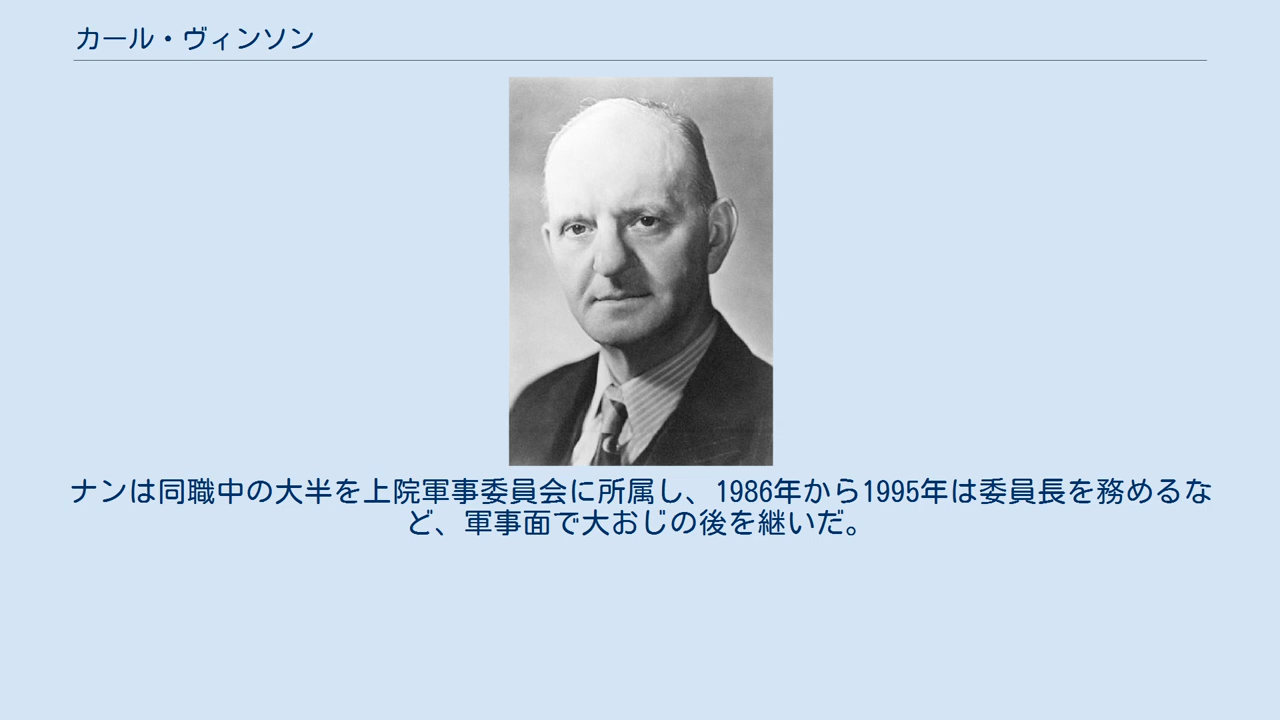 カール・ヴィンソン
ナンは同職中の大半を上院軍事委員会に所属し、1986年から1995年は委員長を務めるな
ど、軍事面で大おじの後を継いだ。